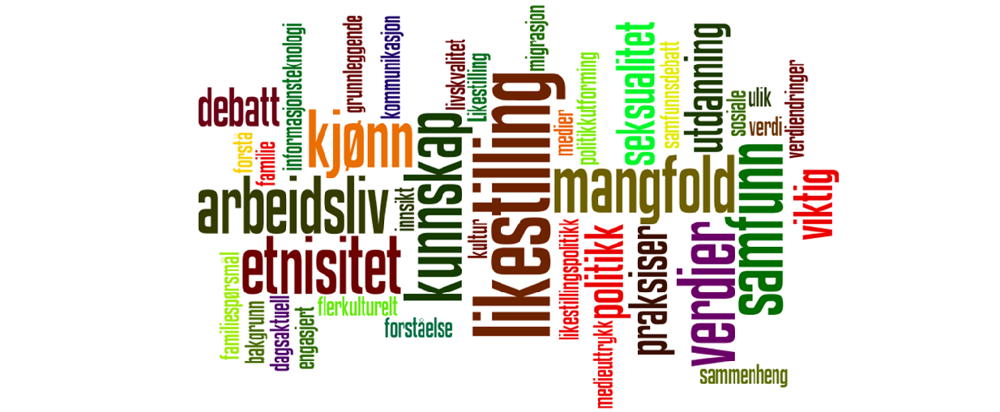 debatt
forstå
familie
informasjonsteknologi
grunnleggende
kommunikasjon
kjønn
arbeidsliv
innsikt
kunnskap
livskvalitet
Likestilling
likestilling
kultur
migrasjon
medier
politikkutforming
seksualitet
samfunnsdebatt
utdanning
sosiale
ulik
verdi
verdiendringer
mangfold
samfunn
viktig
etnisitet
familiespørsmål
bakgrunn
dagsaktuell
engasjert
flerkulturelt
forståelse
likestillingspolitikk
politikk
medieuttrykk
praksiser
verdier
sammenheng